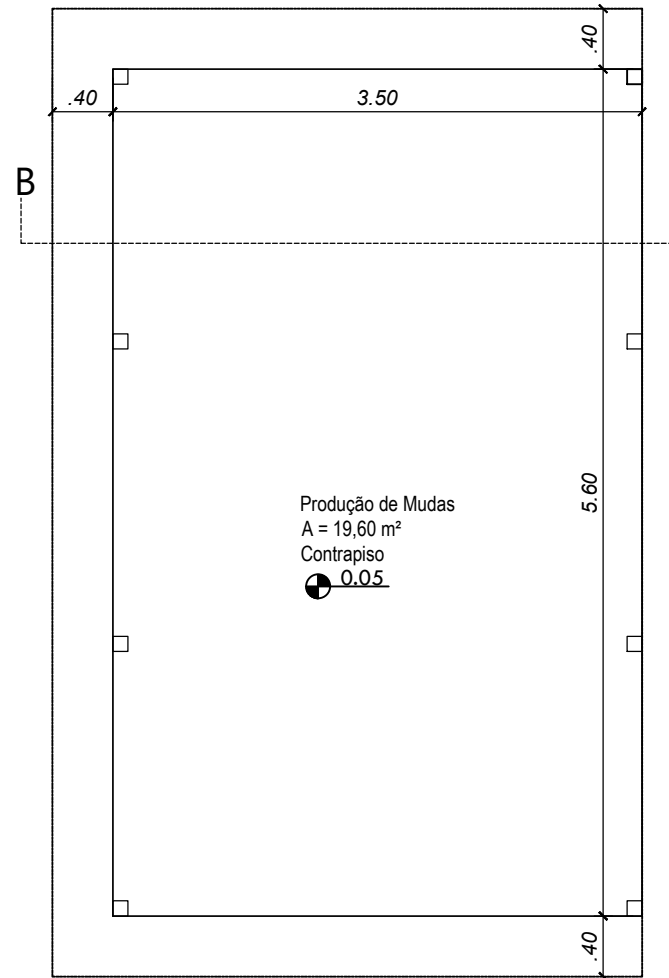 .40
.40
3.50
B
5.60
Produção de Mudas
A = 19,60 m²
Contrapiso
0.05
.40